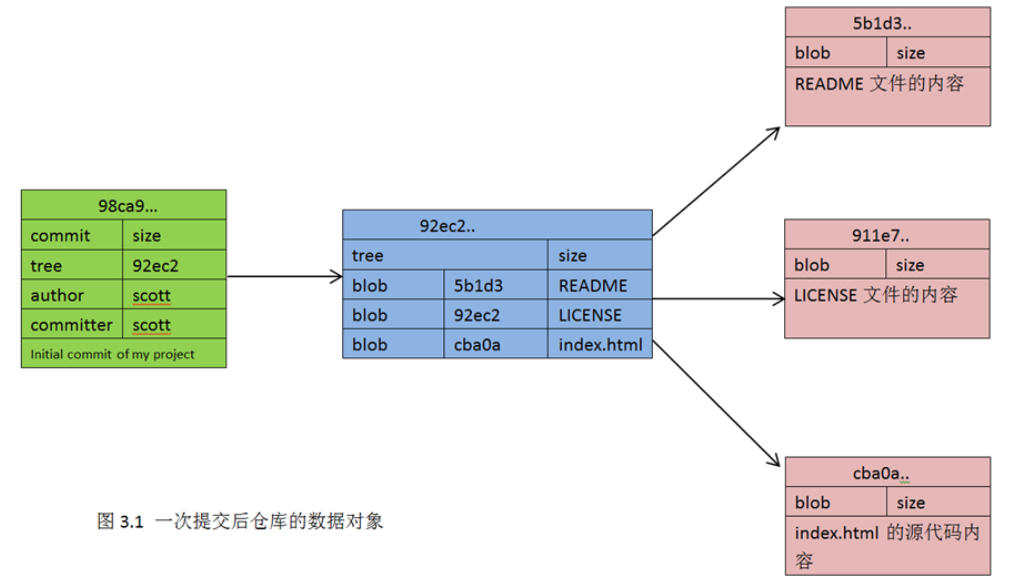 98ca9...
commit size
tree 92ec2
author scott
committer scott
Initial commit of my project
92ec2..
tree size
blob 5b1d3 README
blob 92ec2 LICENSE
blob cba0a index.html
5b1d3..
blob size
README 文件的内容
911e7..
blob size
LICENSE 文件的内容
cba0a..
blob size
index.html 的源代码内
容
图 3.1 一次提交后仓库的数据对象